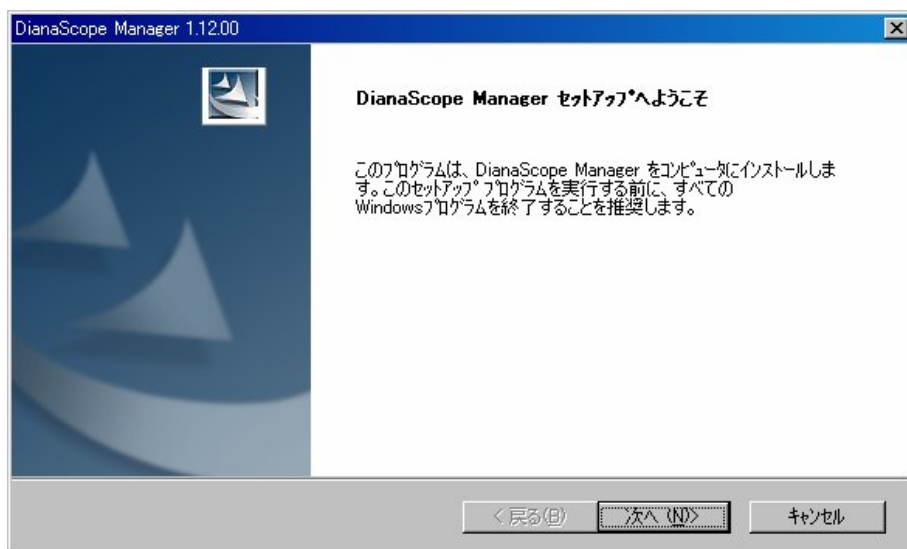 DianaScope Manager 1.12.00
DianaScope Manager ｾｯﾄｱｯﾌﾟへようこそ
このﾌﾟﾛｸﾞﾗﾑは、DianaScope Manager をｺﾝﾋﾟｭｰﾀにインストールしま
す。このｾｯﾄｱｯﾌﾟ ﾌﾟﾛｸﾞﾗﾑを実行する前に、すべての
Windowsﾌﾟﾛｸﾞﾗﾑを終了することを推奨します。
< 戻る(B)
次へ (N)>
ｷｬﾝｾﾙ